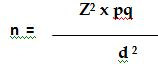 Z² x pq
n =
d ²